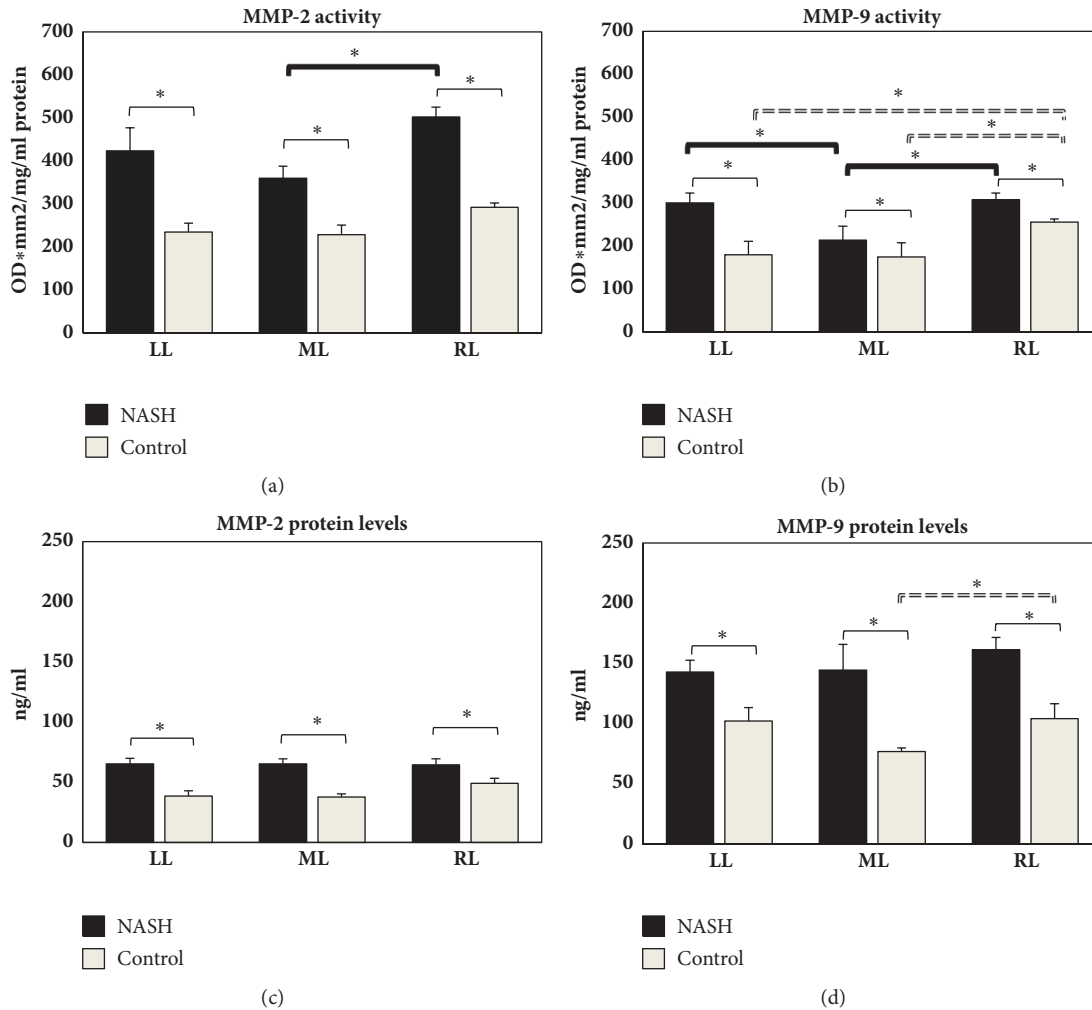 MMP-2 activity
700
600
500
400
300
200
100
0
OD∗mm2/mg/ml protein
*
*
*
*
LL
ML
RL
NASH
Control
(a)
MMP-9 activity
700
600
500
400
300
200
100
0
OD∗mm2/mg/ml protein
*
*
*
*
*
*
*
LL
ML
RL
NASH
Control
(b)
MMP-2 protein levels
250
200
150
100
50
0
ng/ml
*
*
*
LL
ML
RL
NASH
Control
(c)
MMP-9 protein levels
250
200
150
100
50
0
ng/ml
*
*
*
*
LL
ML
RL
NASH
Control
(d)